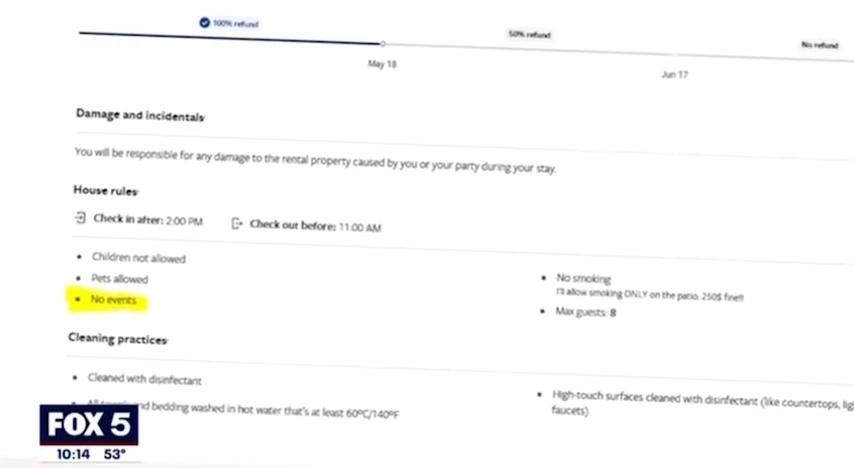 100% refund
50% refund
No refund
May 18
Jun 17
Damage and incidentals
You will be responsible for any damage to the rental property caused by you or your party during your stay.
House rules
Check in after: 2:00 PM
Check out before: 11:00 AM
Children not allowed
Pets allowed
No events
No smoking
I'll allow smoking ONLY on the patio. 250$ fine!!
Max guests: 8
Cleaning practices
Cleaned with disinfectant
and bedding washed in hot water that's at least 60ºC/140ºF
High-touch surfaces cleaned with disinfectant (like countertops,
faucets)
FOX 5
10:14 53°